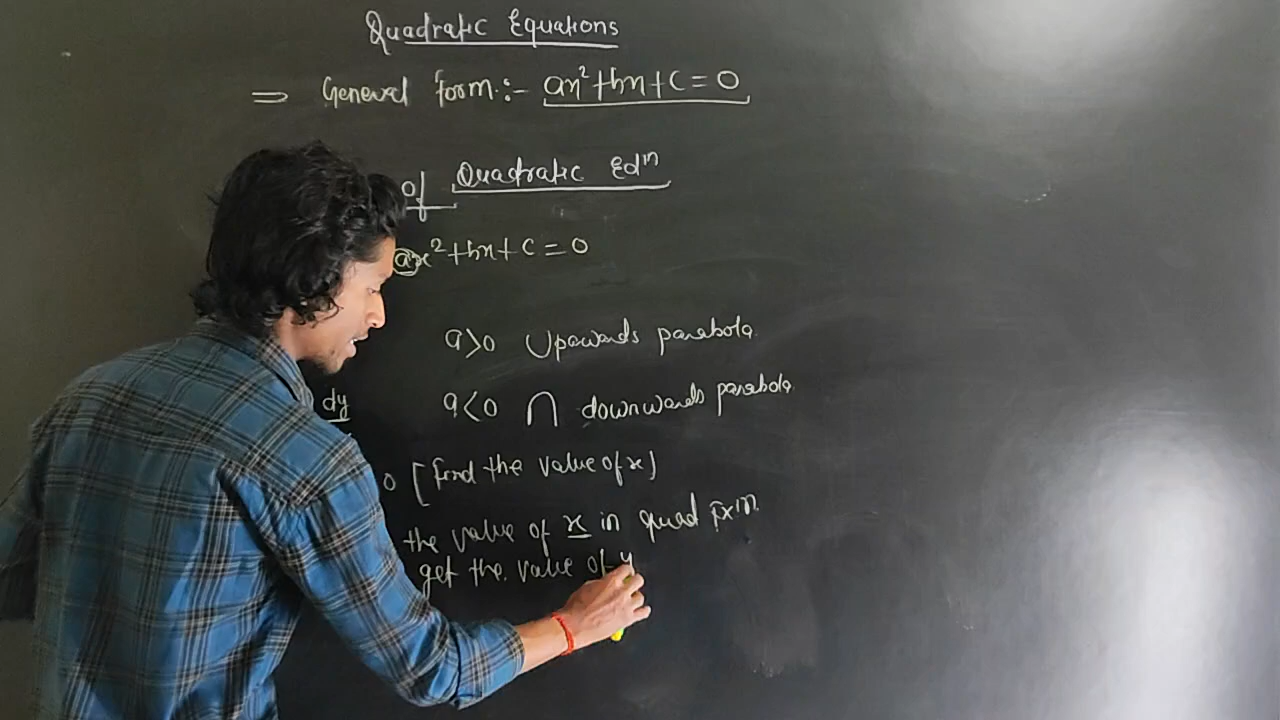 Quadratic Equations
⇒ General form :- ax²+bx+c=0
of Quadratic Eqⁿ
ax²+bx+c=0
a>0 ∪ upwards parabola.
dy a<0 ∩ downwards parabola.
0 [find the value of x]
the value of x in quad
get the value of y